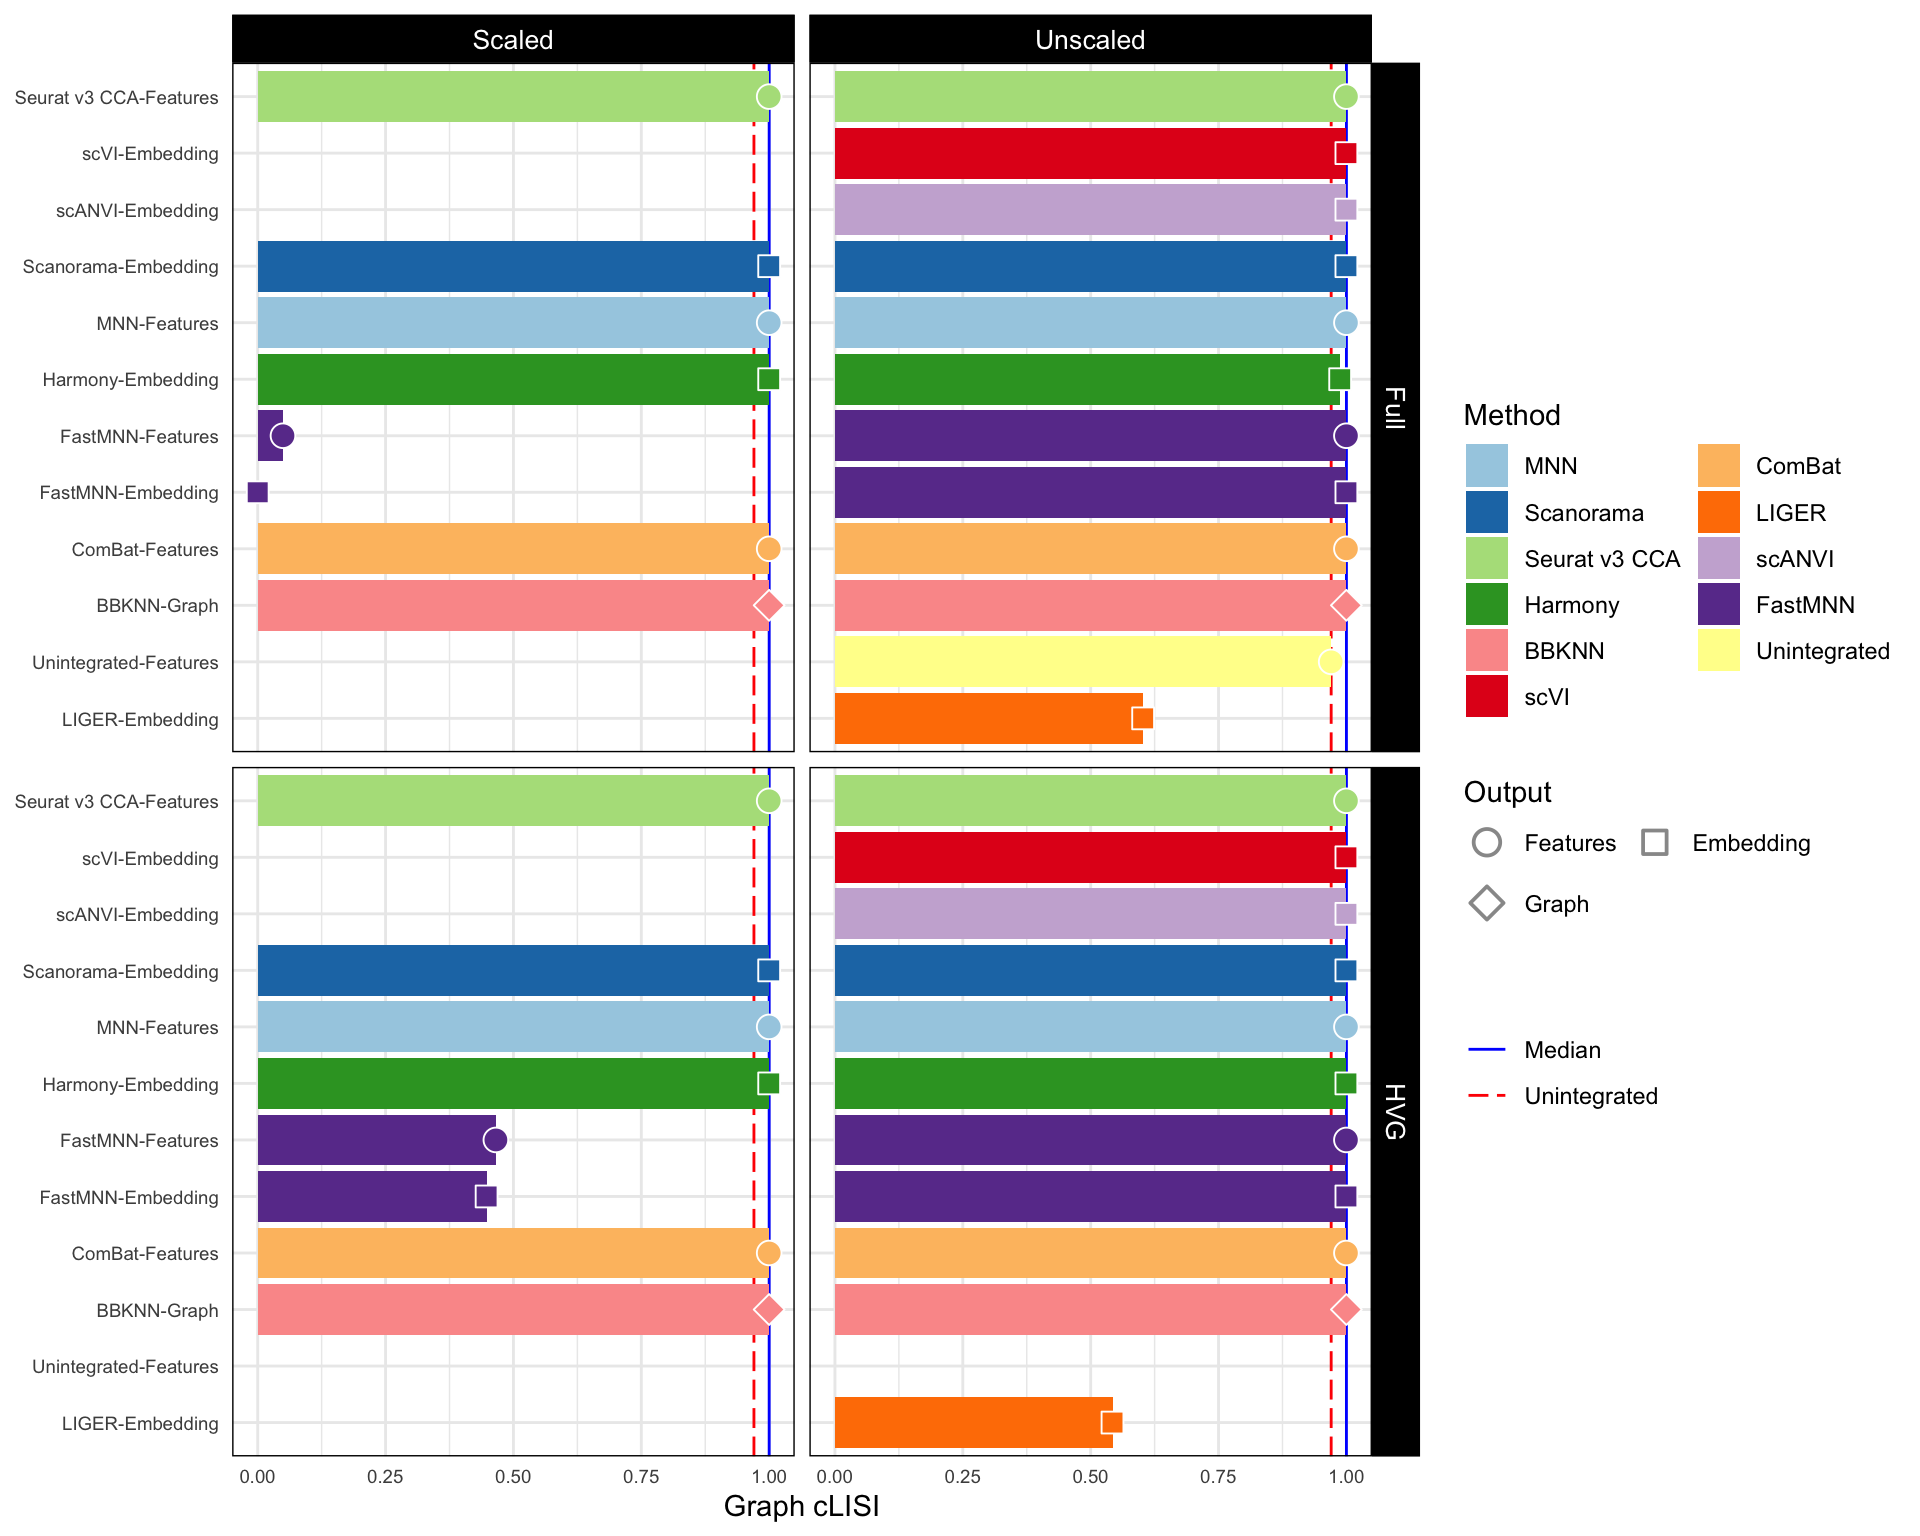 Scaled
Unscaled
Full
Seurat v3 CCA-Features
scVI-Embedding
scANVI-Embedding
Scanorama-Embedding
MNN-Features
Harmony-Embedding
FastMNN-Features
FastMNN-Embedding
ComBat-Features
BBKNN-Graph
Unintegrated-Features
LIGER-Embedding
HVG
Seurat v3 CCA-Features
scVI-Embedding
scANVI-Embedding
Scanorama-Embedding
MNN-Features
Harmony-Embedding
FastMNN-Features
FastMNN-Embedding
ComBat-Features
BBKNN-Graph
Unintegrated-Features
LIGER-Embedding
0.00 0.25 0.50 0.75 1.00
0.00 0.25 0.50 0.75 1.00
Graph cLISI
Method
MNN
Scanorama
Seurat v3 CCA
Harmony
BBKNN
scVI
ComBat
LIGER
scANVI
FastMNN
Unintegrated
Output
Features
Embedding
Graph
Median
Unintegrated